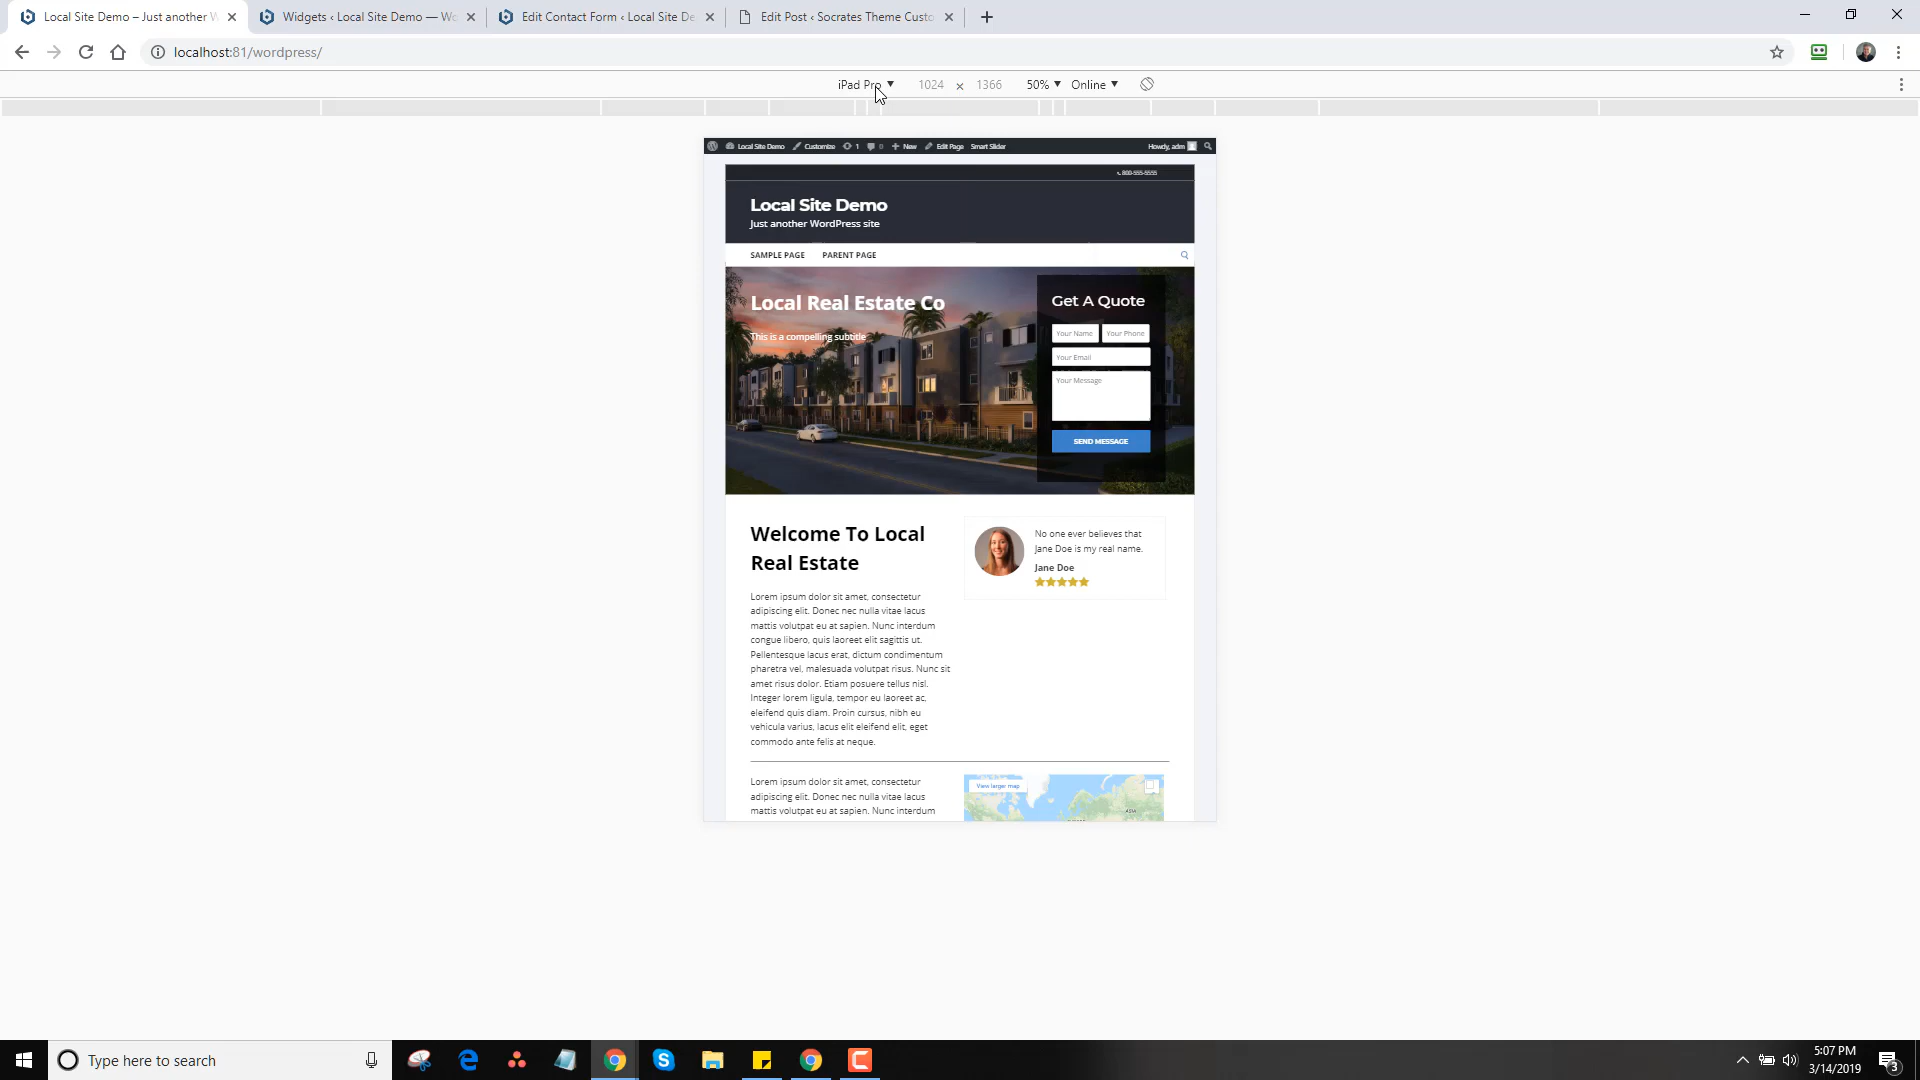 Local Site Demo – Just another W
Widgets ‹ Local Site Demo — Wo
Edit Contact Form ‹ Local Site De
Edit Post ‹ Socrates Theme Custo
localhost:81/wordpress/
iPad Pro
1024 × 1366
50%
Online
Local Site Demo
Customize
1
0
New
Edit Page
Smart Slider
Howdy, adm
800-555-5555
Local Site Demo
Just another WordPress site
SAMPLE PAGE
PARENT PAGE
Local Real Estate Co
This is a compelling subtitle
Get A Quote
Your Name
Your Phone
Your Email
Your Message
SEND MESSAGE
Welcome To Local
Real Estate
Lorem ipsum dolor sit amet, consectetur
adipiscing elit. Donec nec nulla vitae lacus
mattis volutpat eu at sapien. Nunc interdum
congue libero, quis laoreet elit sagittis ut.
Pellentesque lacus erat, dictum condimentum
pharetra vel, malesuada volutpat risus. Nunc sit
amet risus dolor. Etiam posuere tellus nisl.
Integer lorem ligula, tempor eu laoreet ac,
eleifend quis diam. Proin cursus, nibh eu
vehicula varius, lacus elit eleifend elit, eget
commodo ante felis at neque.
No one ever believes that
Jane Doe is my real name.
Jane Doe
Lorem ipsum dolor sit amet, consectetur
adipiscing elit. Donec nec nulla vitae lacus
mattis volutpat eu at sapien. Nunc interdum
View larger map
ASIA
Type here to search
5:07 PM
3/14/2019
3